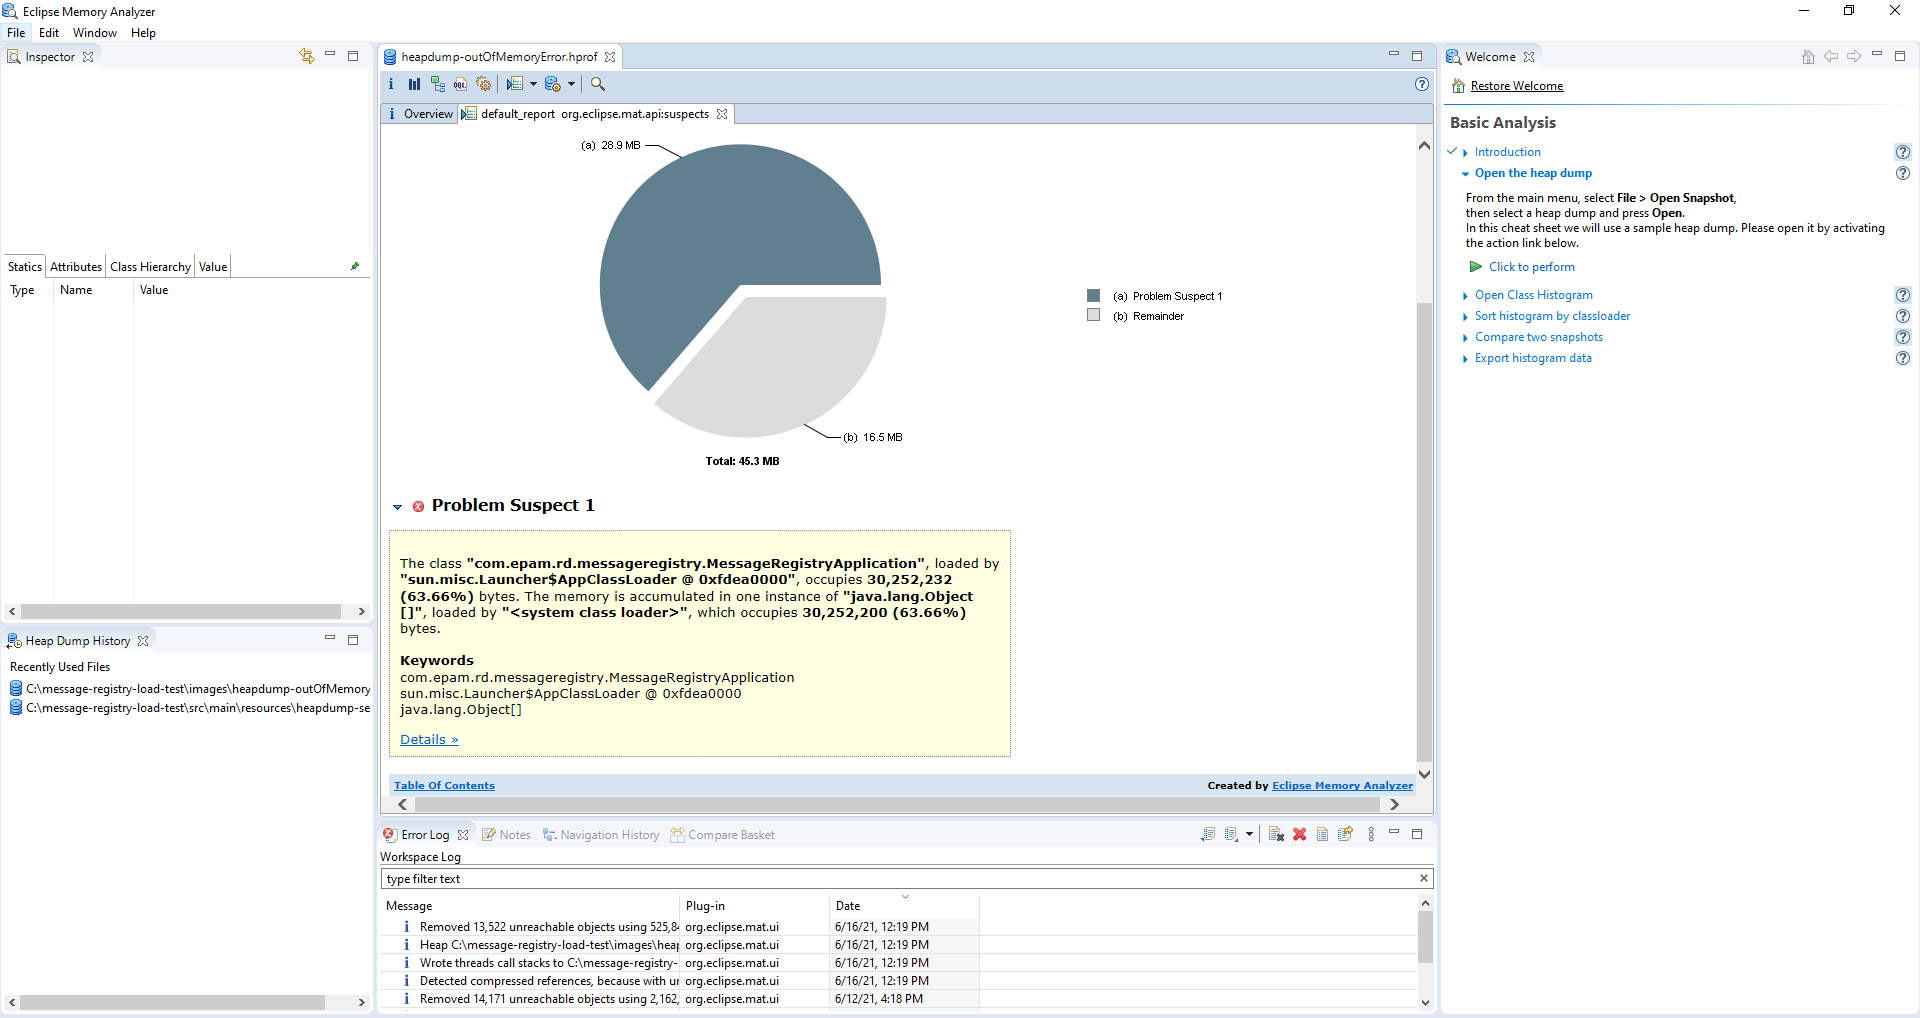 Eclipse Memory Analyzer
File Edit Window Help
Inspector
Statics Attributes Class Hierarchy Value
Type Name Value
Heap Dump History
Recently Used Files
C:\message-registry-load-test\images\heapdump-outOfMemory
C:\message-registry-load-test\src\main\resources\heapdump-se
heapdump-outOfMemoryError.hprof
i OQL
i Overview default_report org.eclipse.mat.api:suspects
(a) 28.9 MB
(a) Problem Suspect 1
(b) Remainder
(b) 16.5 MB
Total: 45.3 MB
Problem Suspect 1
The class "com.epam.rd.messageregistry.MessageRegistryApplication", loaded by
"sun.misc.Launcher$AppClassLoader @ 0xfdea0000", occupies 30,252,232
(63.66%) bytes. The memory is accumulated in one instance of "java.lang.Object
[]", loaded by "<system class loader>", which occupies 30,252,200 (63.66%)
bytes.
Keywords
com.epam.rd.messageregistry.MessageRegistryApplication
sun.misc.Launcher$AppClassLoader @ 0xfdea0000
java.lang.Object[]
Details »
Table Of Contents
Created by Eclipse Memory Analyzer
Error Log Notes Navigation History Compare Basket
Workspace Log
type filter text
Message Plug-in Date
i Removed 13,522 unreachable objects using 525,84 org.eclipse.mat.ui 6/16/21, 12:19 PM
i Heap C:\message-registry-load-test\images\heap org.eclipse.mat.ui 6/16/21, 12:19 PM
i Wrote threads call stacks to C:\message-registry- org.eclipse.mat.ui 6/16/21, 12:19 PM
i Detected compressed references, because with un org.eclipse.mat.ui 6/16/21, 12:19 PM
i Removed 14,171 unreachable objects using 2,162, org.eclipse.mat.ui 6/12/21, 4:18 PM
Welcome
Restore Welcome
Basic Analysis
Introduction
Open the heap dump
From the main menu, select File > Open Snapshot,
then select a heap dump and press Open.
In this cheat sheet we will use a sample heap dump. Please open it by activating
the action link below.
Click to perform
Open Class Histogram
Sort histogram by classloader
Compare two snapshots
Export histogram data